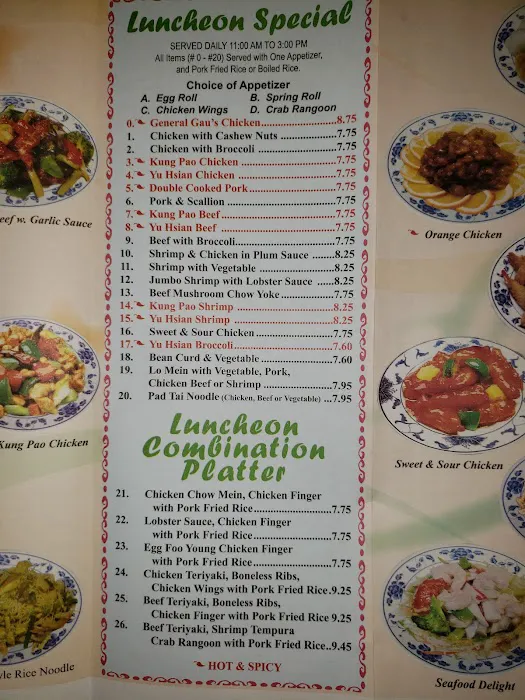 Luncheon Special
SERVED DAILY 11:00 AM TO 3:00 PM
All Items (# 0 - #20) Served with One Appetizer,
and Pork Fried Rice or Boiled Rice.
Choice of Appetizer
A. Egg Roll B. Spring Roll
C. Chicken Wings D. Crab Rangoon
0. General Gau's Chicken 8.75
1. Chicken with Cashew Nuts 7.75
2. Chicken with Broccoli 7.75
3. Kung Pao Chicken 7.75
4. Yu Hsian Chicken 7.75
5. Double Cooked Pork 7.75
6. Pork & Scallion 7.75
7. Kung Pao Beef 7.75
8. Yu Hsian Beef 7.75
9. Beef with Broccoli 7.75
10. Shrimp & Chicken in Plum Sauce 8.25
11. Shrimp with Vegetable 8.25
12. Jumbo Shrimp with Lobster Sauce 8.25
13. Beef Mushroom Chow Yoke 7.75
14. Kung Pao Shrimp 8.25
15. Yu Hsian Shrimp 8.25
16. Sweet & Sour Chicken 7.75
17. Yu Hsian Broccoli 7.60
18. Bean Curd & Vegetable 7.60
19. Lo Mein with Vegetable, Pork,
Chicken Beef or Shrimp 7.95
20. Pad Tai Noodle (Chicken, Beef or Vegetable) 7.95
Luncheon
Combination
Platter
21. Chicken Chow Mein, Chicken Finger
with Pork Fried Rice 7.75
22. Lobster Sauce, Chicken Finger
with Pork Fried Rice 7.75
23. Egg Foo Young Chicken Finger
with Pork Fried Rice 7.75
24. Chicken Teriyaki, Boneless Ribs,
Chicken Wings with Pork Fried Rice. 9.25
25. Beef Teriyaki, Boneless Ribs,
Chicken Finger with Pork Fried Rice 9.25
26. Beef Teriyaki, Shrimp Tempura
Crab Rangoon with Pork Fried Rice.. 9.45
HOT & SPICY
eef w. Garlic Sauce
Kung Pao Chicken
yle Rice Noodle
Orange Chicken
Sweet & Sour Chicken
Seafood Delight